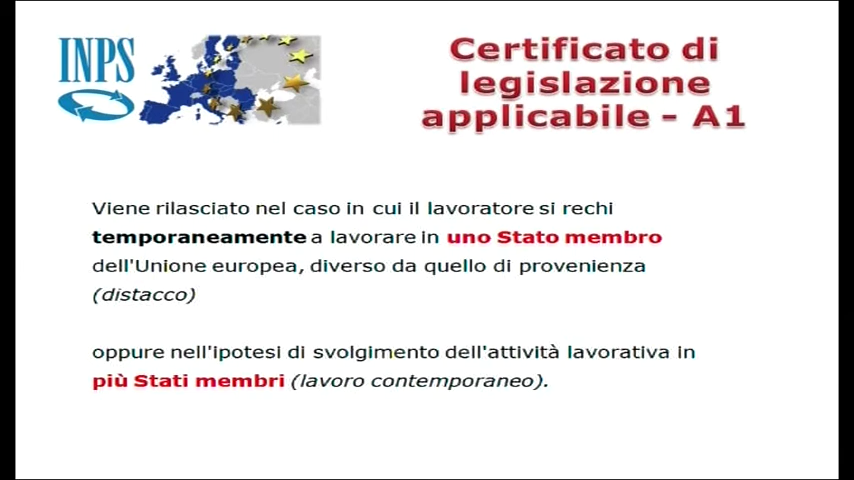 INPS
Certificato di
legislazione
applicabile - A1
Viene rilasciato nel caso in cui il lavoratore si rechi
temporaneamente a lavorare in uno Stato membro
dell'Unione europea, diverso da quello di provenienza
(distacco)
oppure nell'ipotesi di svolgimento dell'attività lavorativa in
più Stati membri (lavoro contemporaneo).